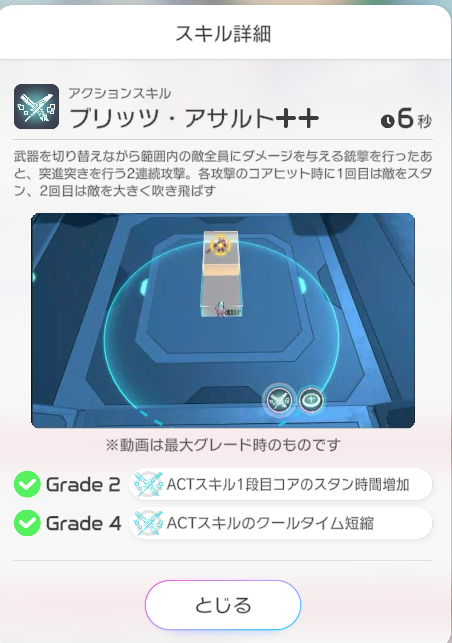 スキル詳細
アクションスキル
ブリッツ・アサルト++
6秒
武器を切り替えながら範囲内の敵全員にダメージを与える銃撃を行ったあ
と、突進突きを行う2連続攻撃。各攻撃のコアヒット時に1回目は敵をスタ
ン、2回目は敵を大きく吹き飛ばす
※動画は最大グレード時のものです
Grade 2 ACTスキル1段目コアのスタン時間増加
Grade 4 ACTスキルのクールタイム短縮
とじる